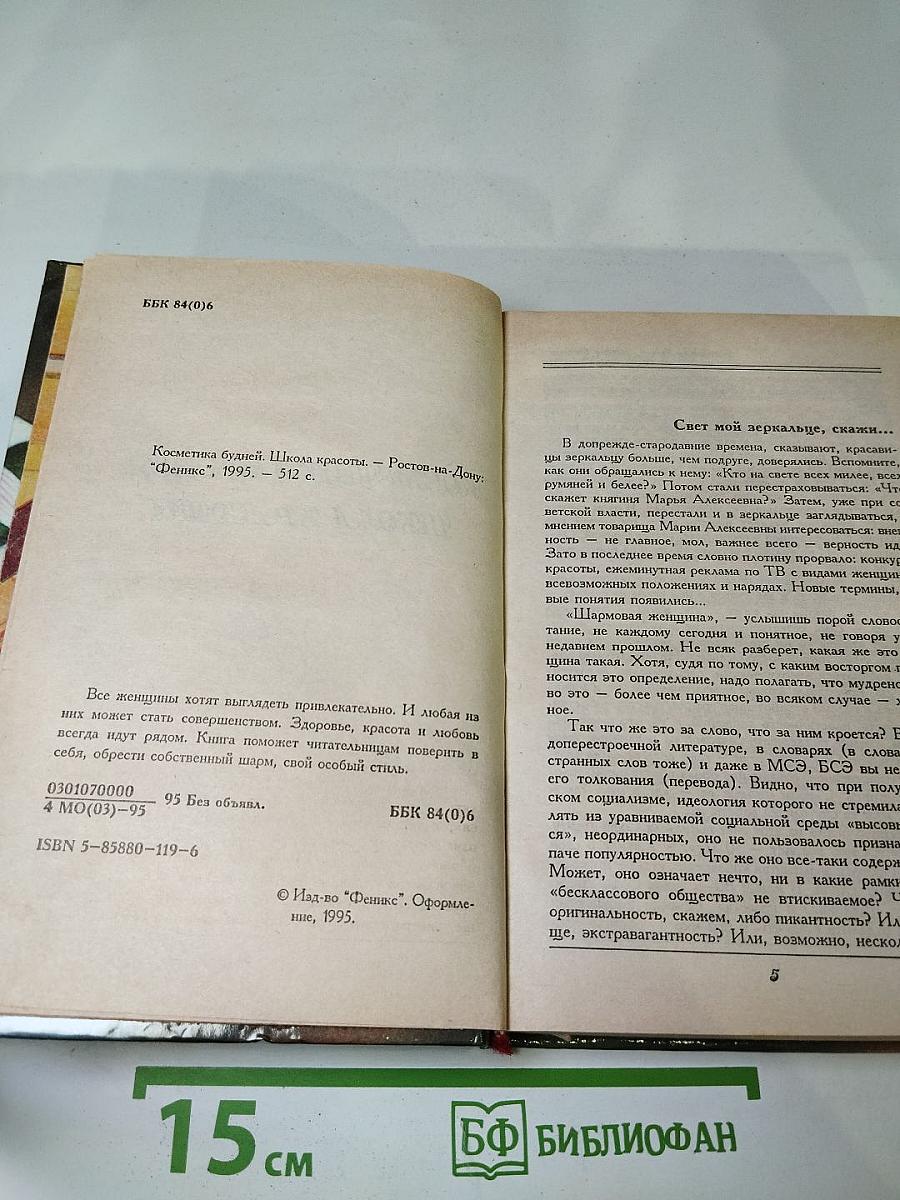 ББК 84(0)6
Косметика будней. Школа красоты. — Ростов-на-Дону:
"Феникс", 1995. — 512 с.
Все женщины хотят выглядеть привлекательно. И любая из
них может стать совершенством. Здоровье, красота и любовь
всегда идут рядом. Книга поможет читательницам поверить в
себя, обрести собственный шарм, свой особый стиль.
0301070000
4 МО(03)—95
95 Без объявл.
ББК 84(0)6
ISBN 5—85880—119—6
© Изд-во "Феникс". Оформле-
ние, 1995.
Свет мой зеркальце, скажи...
В допрежде-стародавние времена, сказывают, красави-
цы зеркальцу больше, чем подруге, доверялись. Вспомните,
как они обращались к нему: «Кто на свете всех милее, всех
румяней и белее?» Потом стали перестраховываться: «Что
скажет княгиня Марья Алексеевна?» Затем, уже при со
ветской власти, перестали и в зеркальце заглядываться,
мнением товарища Марии Алексеевны интересоваться: внеш
ность — не главное, мол, важнее всего — верность ид
Зато в последнее время словно плотину прорвало: конкур
красоты, ежеминутная реклама по ТВ с видами женщин
всевозможных положениях и нарядах. Новые термины,
вые понятия появились...
«Шармовая женщина», — услышишь порой словос
тание, не каждому сегодня и понятное, не говоря у
недавнем прошлом. Не всяк разберет, какая же это
щина такая. Хотя, судя по тому, с каким восторгом п
носится это определение, надо полагать, что мудрено
во это — более чем приятное, во всяком случае — х
ное.
Так что же это за слово, что за ним кроется? В
доперестроечной литературе, в словарях (в слова
странных слов тоже) и даже в МСЭ, БСЭ вы не
его толкования (перевода). Видно, что при полу
ском социализме, идеология которого не стремила
лять из уравниваемой социальной среды «высовы
ся», неординарных, оно не пользовалось призна
паче популярностью. Что же оно все-таки содерж
Может, оно означает нечто, ни в какие рамки
«бесклассового общества» не втискиваемое? Ч
оригинальность, скажем, либо пикантность? Ил
ще, экстравагантность? Или, возможно, нескол
5
15 см
БФ БИБЛИОФАН